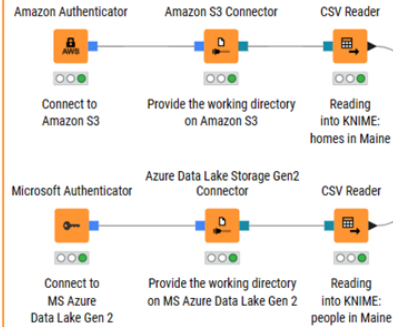 Amazon Authenticator
Amazon S3 Connector
CSV Reader
AWS
Connect to
Amazon S3
Provide the working directory
on Amazon S3
Reading
into KNIME:
homes in Maine
Microsoft Authenticator
Azure Data Lake Storage Gen2
Connector
CSV Reader
Connect to
MS Azure
Data Lake Gen 2
Provide the working directory
on MS Azure Data Lake Gen 2
Reading
into KNIME:
people in Maine